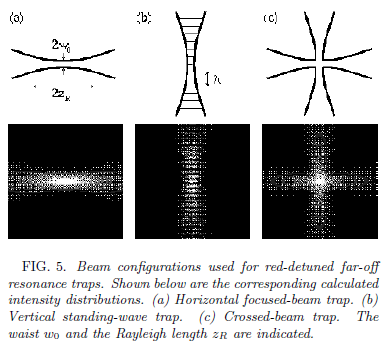 (a)
(b)
(c)
2w₀
2z_R
FIG. 5. Beam configurations used for red-detuned far-off
resonance traps. Shown below are the corresponding calculated
intensity distributions. (a) Horizontal focused-beam trap. (b)
Vertical standing-wave trap. (c) Crossed-beam trap. The
waist w₀ and the Rayleigh length z_R are indicated.